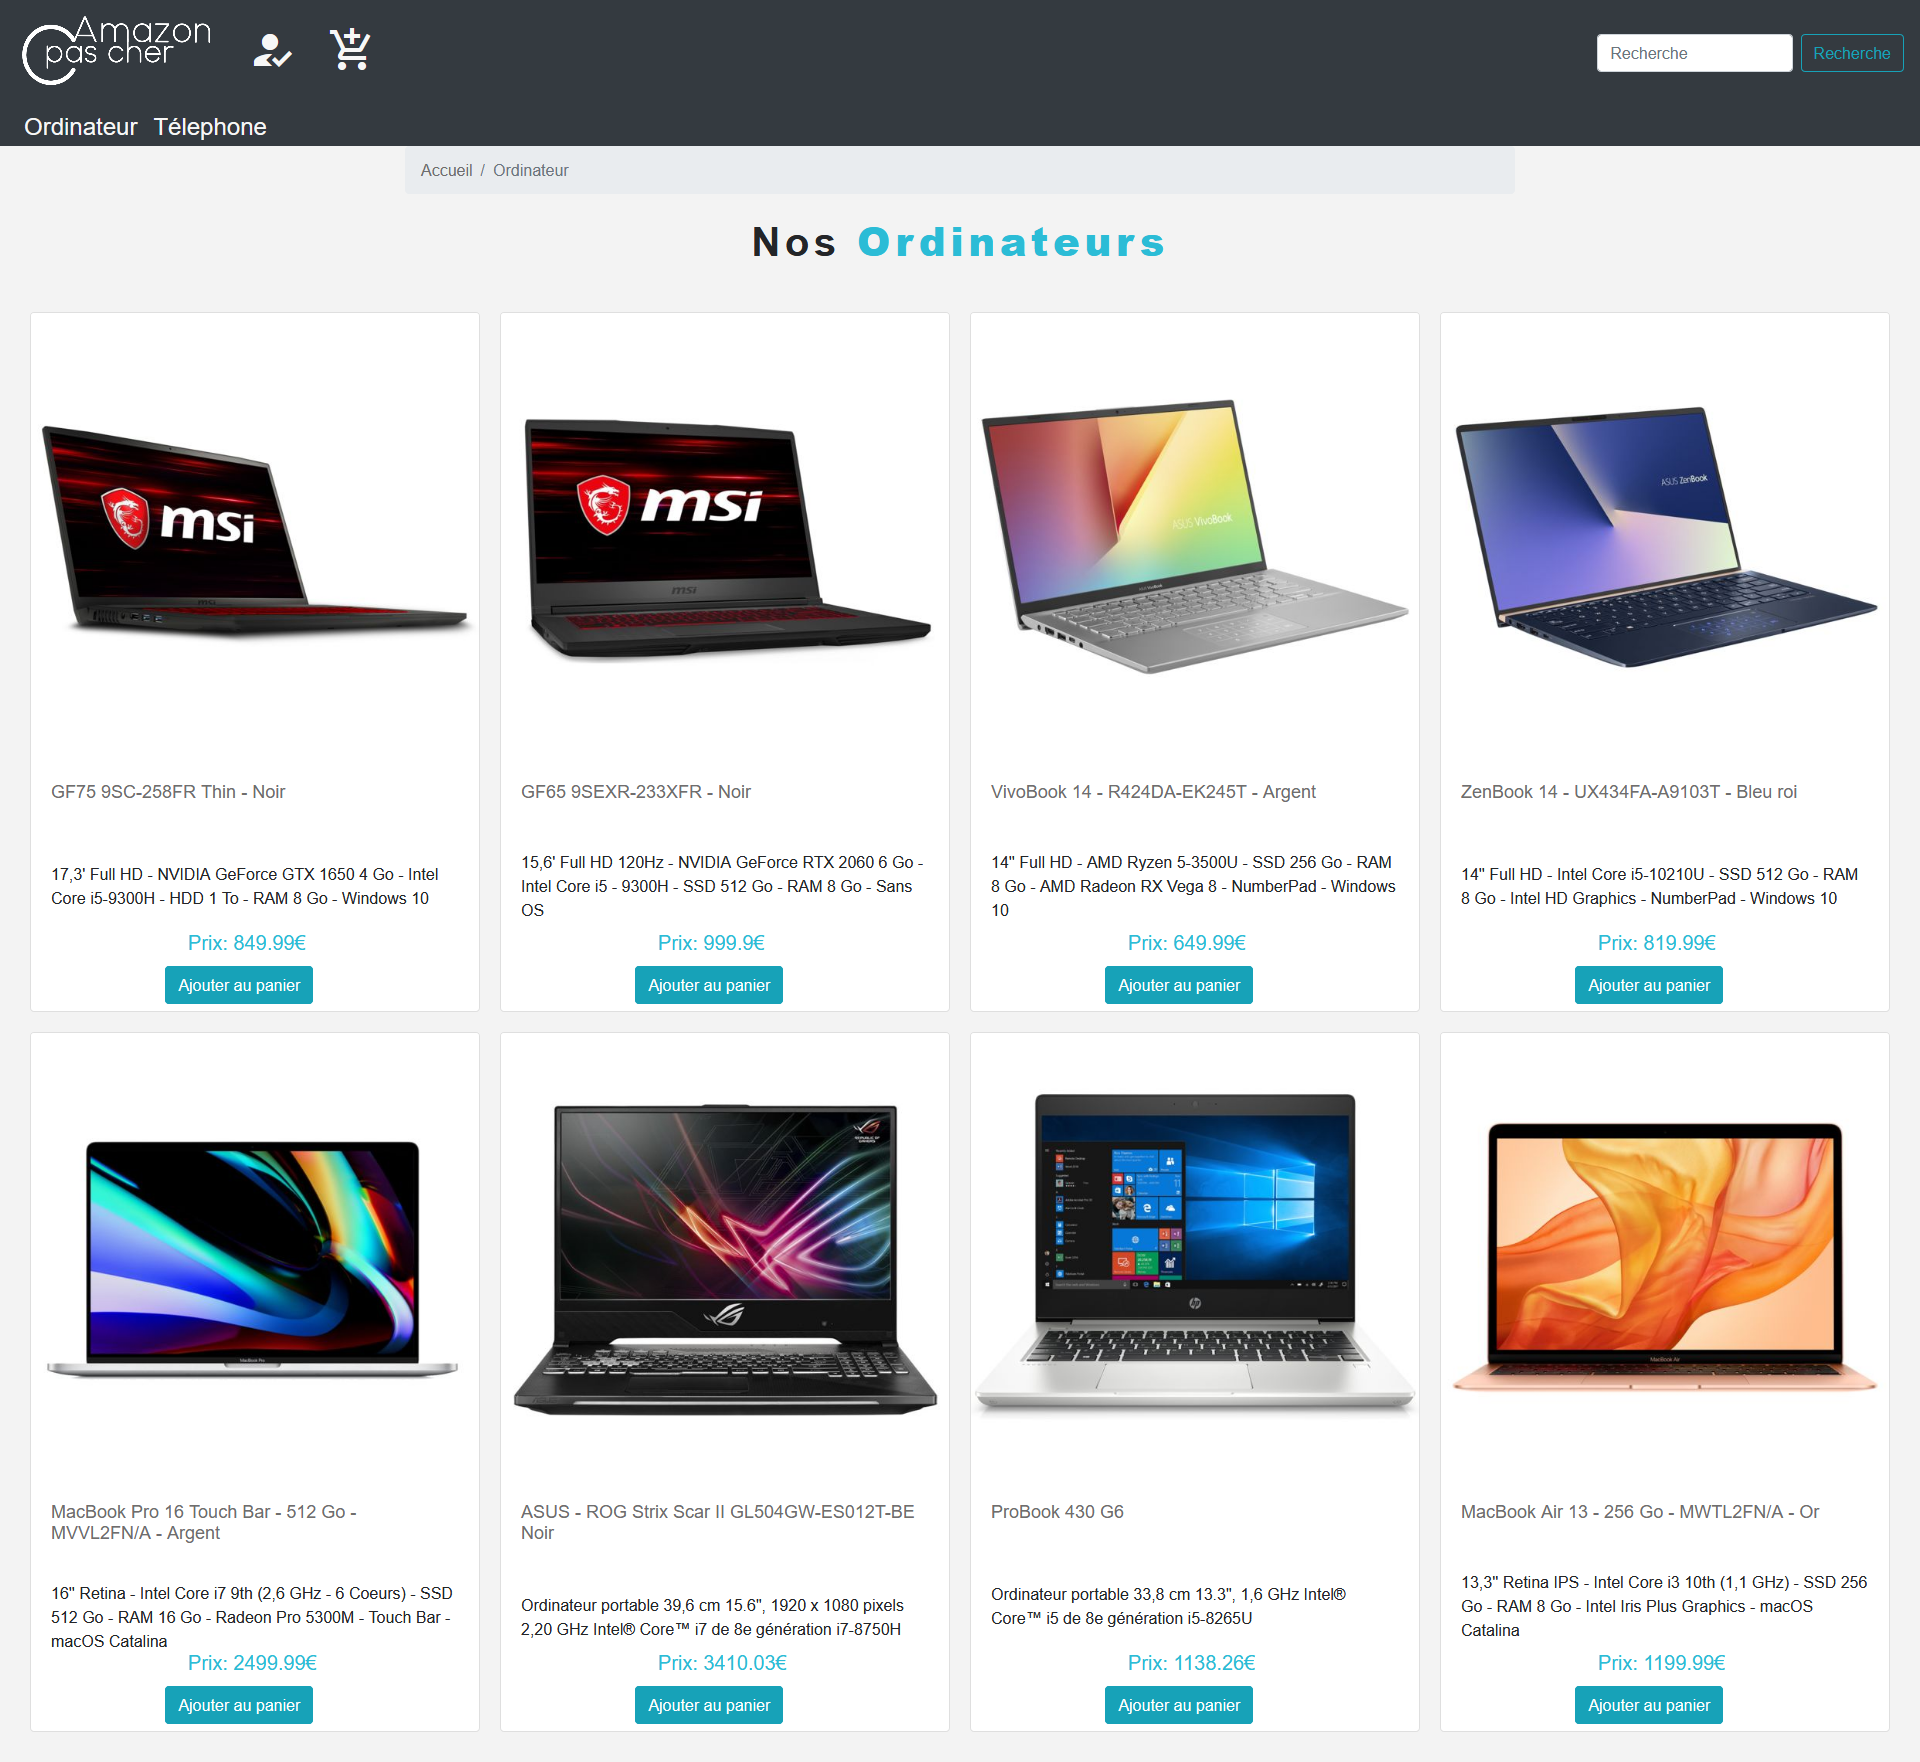 Amazon
pas cher
Recherche
Recherche
Ordinateur Télephone
Accueil / Ordinateur
Nos Ordinateurs
msi
msi
msi
ASUS VivoBook
ASUS ZenBook
GF75 9SC-258FR Thin - Noir
17,3' Full HD - NVIDIA GeForce GTX 1650 4 Go - Intel
Core i5-9300H - HDD 1 To - RAM 8 Go - Windows 10
Prix: 849.99€
Ajouter au panier
GF65 9SEXR-233XFR - Noir
15,6' Full HD 120Hz - NVIDIA GeForce RTX 2060 6 Go -
Intel Core i5 - 9300H - SSD 512 Go - RAM 8 Go - Sans
OS
Prix: 999.9€
Ajouter au panier
VivoBook 14 - R424DA-EK245T - Argent
14" Full HD - AMD Ryzen 5-3500U - SSD 256 Go - RAM
8 Go - AMD Radeon RX Vega 8 - NumberPad - Windows
10
Prix: 649.99€
Ajouter au panier
ZenBook 14 - UX434FA-A9103T - Bleu roi
14" Full HD - Intel Core i5-10210U - SSD 512 Go - RAM
8 Go - Intel HD Graphics - NumberPad - Windows 10
Prix: 819.99€
Ajouter au panier
MacBook Pro
REPUBLIC OF
GAMERS
hp
MacBook Air
MacBook Pro 16 Touch Bar - 512 Go -
MVVL2FN/A - Argent
16" Retina - Intel Core i7 9th (2,6 GHz - 6 Coeurs) - SSD
512 Go - RAM 16 Go - Radeon Pro 5300M - Touch Bar -
macOS Catalina
Prix: 2499.99€
Ajouter au panier
ASUS - ROG Strix Scar II GL504GW-ES012T-BE
Noir
Ordinateur portable 39,6 cm 15.6", 1920 x 1080 pixels
2,20 GHz Intel® Core™ i7 de 8e génération i7-8750H
Prix: 3410.03€
Ajouter au panier
ProBook 430 G6
Ordinateur portable 33,8 cm 13.3", 1,6 GHz Intel®
Core™ i5 de 8e génération i5-8265U
Prix: 1138.26€
Ajouter au panier
MacBook Air 13 - 256 Go - MWTL2FN/A - Or
13,3" Retina IPS - Intel Core i3 10th (1,1 GHz) - SSD 256
Go - RAM 8 Go - Intel Iris Plus Graphics - macOS
Catalina
Prix: 1199.99€
Ajouter au panier